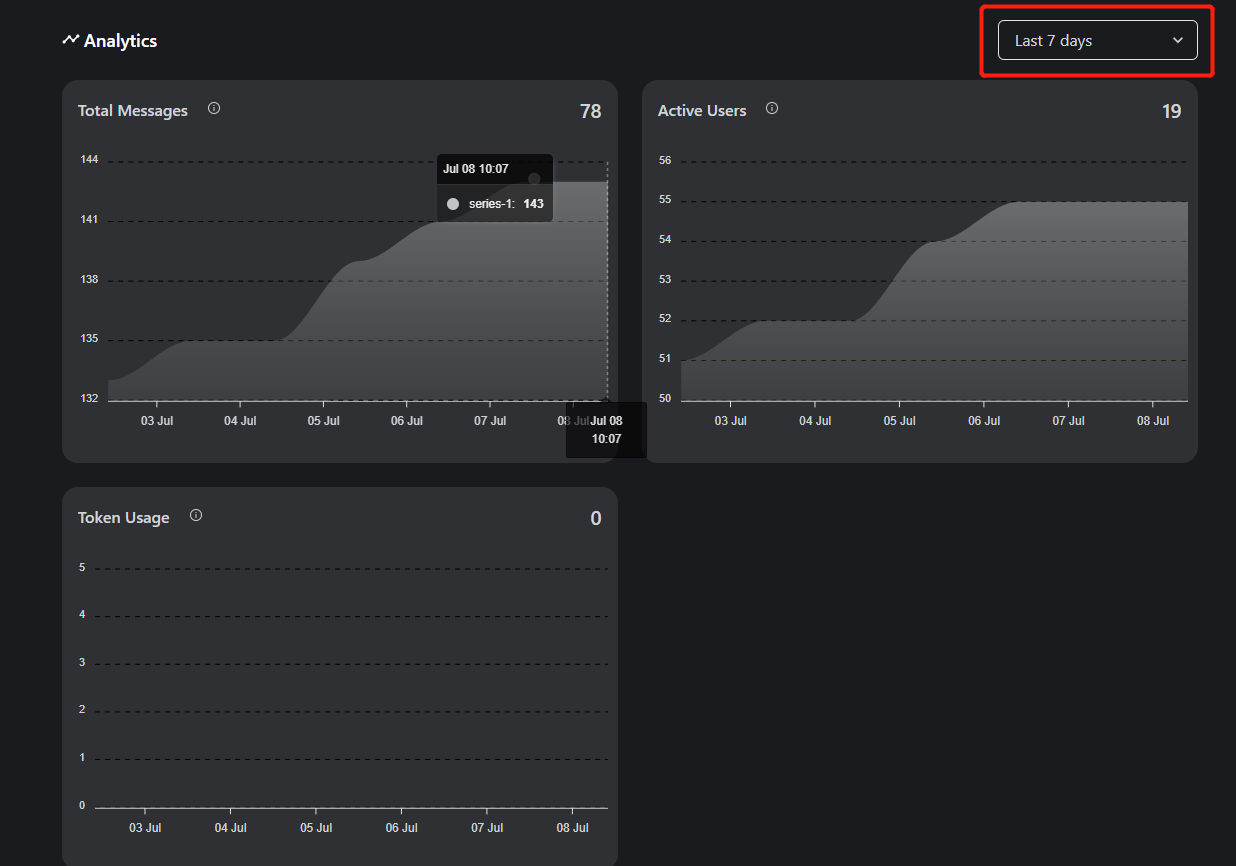 Analytics
Last 7 days
Total Messages
78
144
141
138
135
132
Jul 08 10:07
series-1: 143
03 Jul
04 Jul
05 Jul
06 Jul
07 Jul
08 Jul
Jul 08
10:07
Active Users
19
56
55
54
53
52
51
50
03 Jul
04 Jul
05 Jul
06 Jul
07 Jul
08 Jul
Token Usage
0
5
4
3
2
1
0
03 Jul
04 Jul
05 Jul
06 Jul
07 Jul
08 Jul